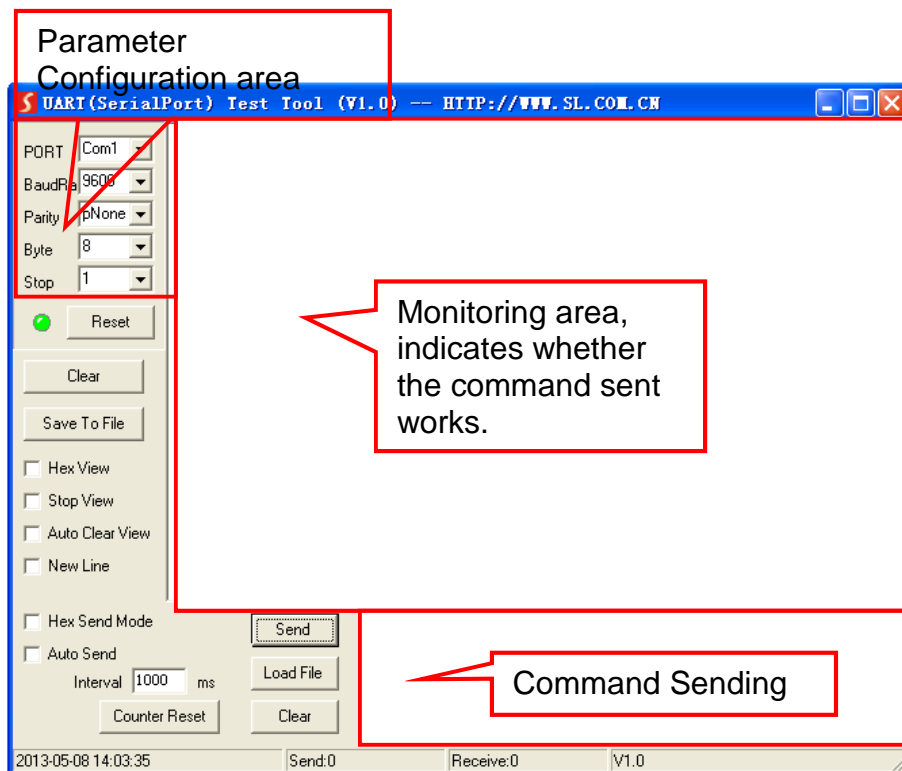 Parameter
Configuration area
UART(SerialPort) Test Tool (V1.0) -- HTTP://WWW.SL.COM.CN
PORT Com1
BaudRa 9600
Parity pNone
Byte 8
Stop 1
Reset
Clear
Save To File
Hex View
Stop View
Auto Clear View
New Line
Monitoring area,
indicates whether
the command sent
works.
Hex Send Mode
Send
Auto Send
Interval 1000 ms
Load File
Counter Reset
Clear
Command Sending
2013-05-08 14:03:35 Send:0 Receive:0 V1.0